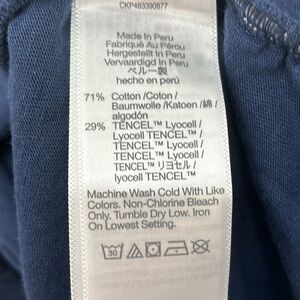 CKP483390877
Made In Peru
Fabriqué Au Pérou
Hergestellt In Peru
Vervaardigd In Peru
ペルー製
hecho en perú
71% Cotton /Coton /
Baumwolle /Katoen /綿 /
algodón
29% TENCEL™ Lyocell /
Lyocell TENCEL™ /
TENCEL™ Lyocell /
TENCEL™ リヨセル /
lyocell TENCEL™
Machine Wash Cold With Like
Colors. Non-Chlorine Bleach
Only. Tumble Dry Low. Iron
On Lowest Setting.
30